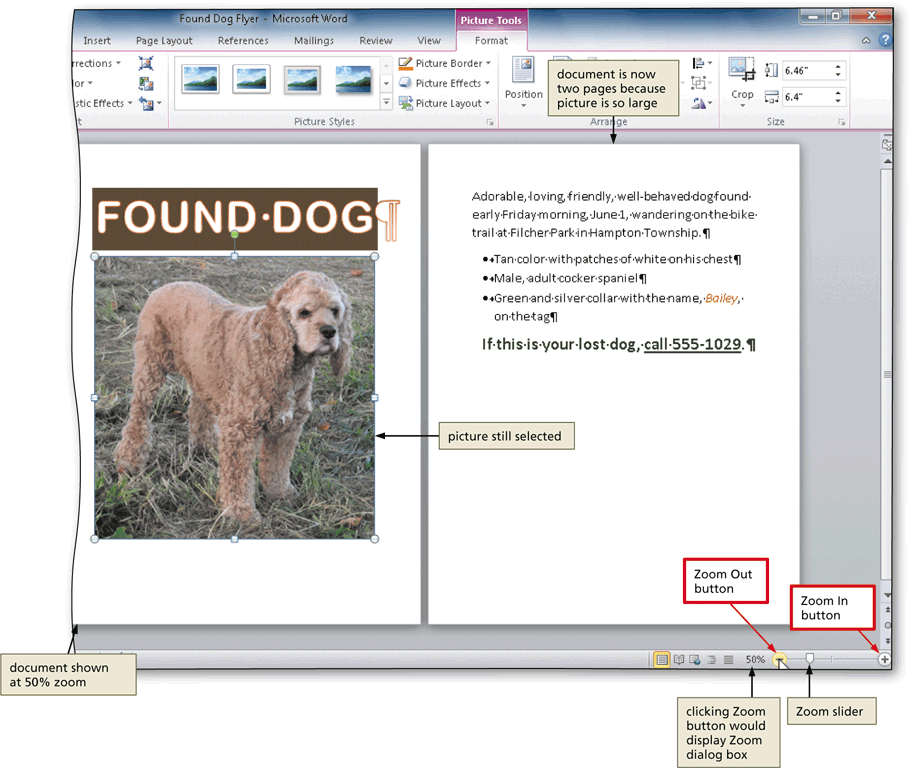 Found Dog Flyer - Microsoft Word
Picture Tools
Insert Page Layout References Mailings Review View Format
rrections
or
stic Effects
Picture Border
Picture Effects
Picture Layout
Position
Crop
6.46"
6.4"
t Picture Styles Arrange Size
document is now
two pages because
picture is so large
FOUND·DOG¶
Adorable,·loving,·friendly,·well-behaved·dog·found·
early·Friday·morning,·June·1,·wandering·on·the·bike·
trail·at·Filcher·Park·in·Hampton·Township.¶
•Tan·color·with·patches·of·white·on·his·chest¶
•Male,·adult·cocker·spaniel¶
•Green·and·silver·collar·with·the·name,·Bailey,·
on·the·tag¶
If·this·is·your·lost·dog,·call·555-1029.¶
picture still selected
Zoom Out
button
Zoom In
button
document shown
at 50% zoom
50%
clicking Zoom
button would
display Zoom
dialog box
Zoom slider